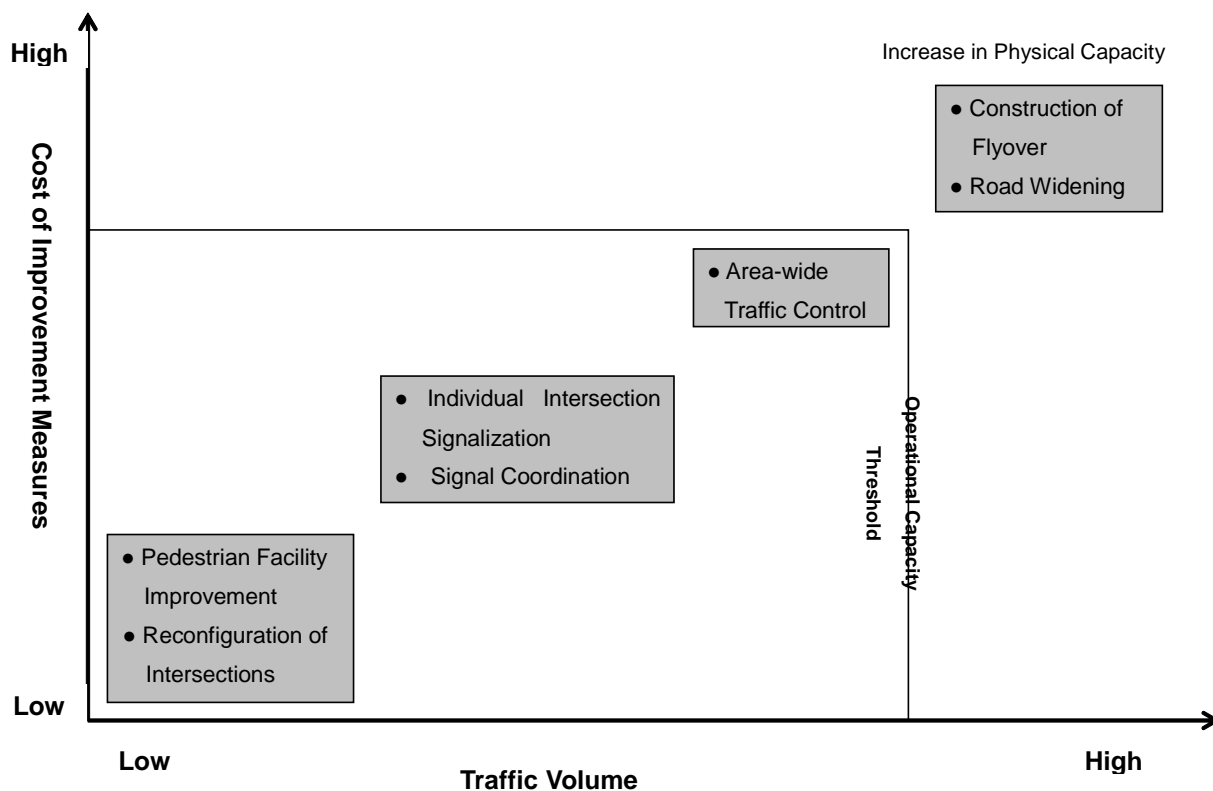 High
Increase in Physical Capacity
● Construction of
Flyover
● Road Widening
Cost of Improvement Measures
● Area-wide
Traffic Control
● Individual Intersection
Signalization
● Signal Coordination
Operational Capacity
Threshold
● Pedestrian Facility
Improvement
● Reconfiguration of
Intersections
Low
Low
High
Traffic Volume